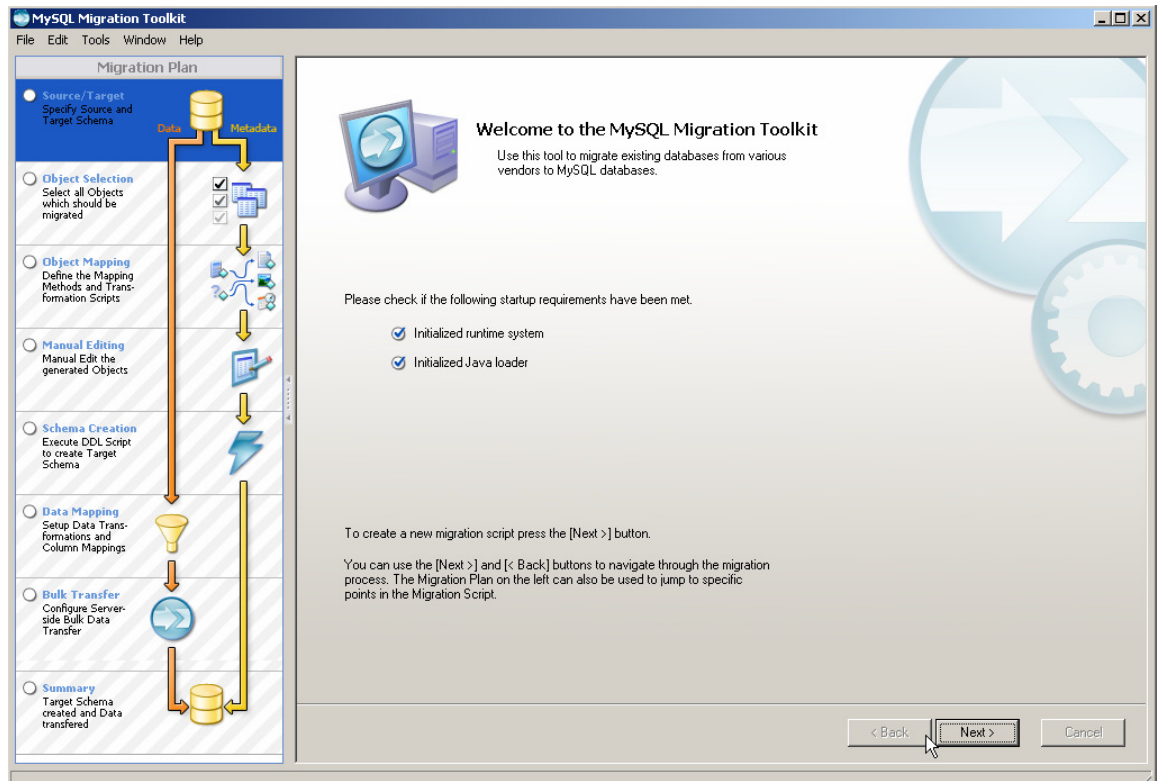 MySQL Migration Toolkit
File Edit Tools Window Help
Migration Plan
Source/Target
Specify Source and
Target Schema
Data
Metadata
Object Selection
Select all Objects
which should be
migrated
Object Mapping
Define the Mapping
Methods and Trans-
formation Scripts
Manual Editing
Manual Edit the
generated Objects
Schema Creation
Execute DDL Script
to create Target
Schema
Data Mapping
Setup Data Trans-
formations and
Column Mappings
Bulk Transfer
Configure Server-
side Bulk Data
Transfer
Summary
Target Schema
created and Data
transfered
Welcome to the MySQL Migration Toolkit
Use this tool to migrate existing databases from various
vendors to MySQL databases.
Please check if the following startup requirements have been met.
Initialized runtime system
Initialized Java loader
To create a new migration script press the [Next >] button.
You can use the [Next >] and [< Back] buttons to navigate through the migration
process. The Migration Plan on the left can also be used to jump to specific
points in the Migration Script.
< Back Next > Cancel